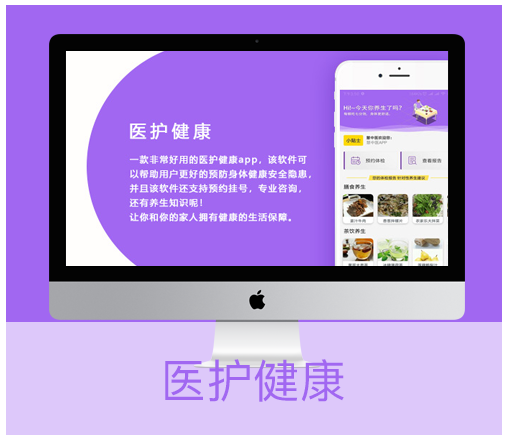 医护健康
一款非常好用的医护健康app，该软件可
以帮助用户更好的预防身体健康安全隐患，
并且该软件还支持预约挂号，专业咨询，
还有养生知识呢！
让你和你的家人拥有健康的生活保障。
Hi~今天你养生了吗？
小贴士
预约体检
查看报告
膳食养生
茶饮养生
医护健康